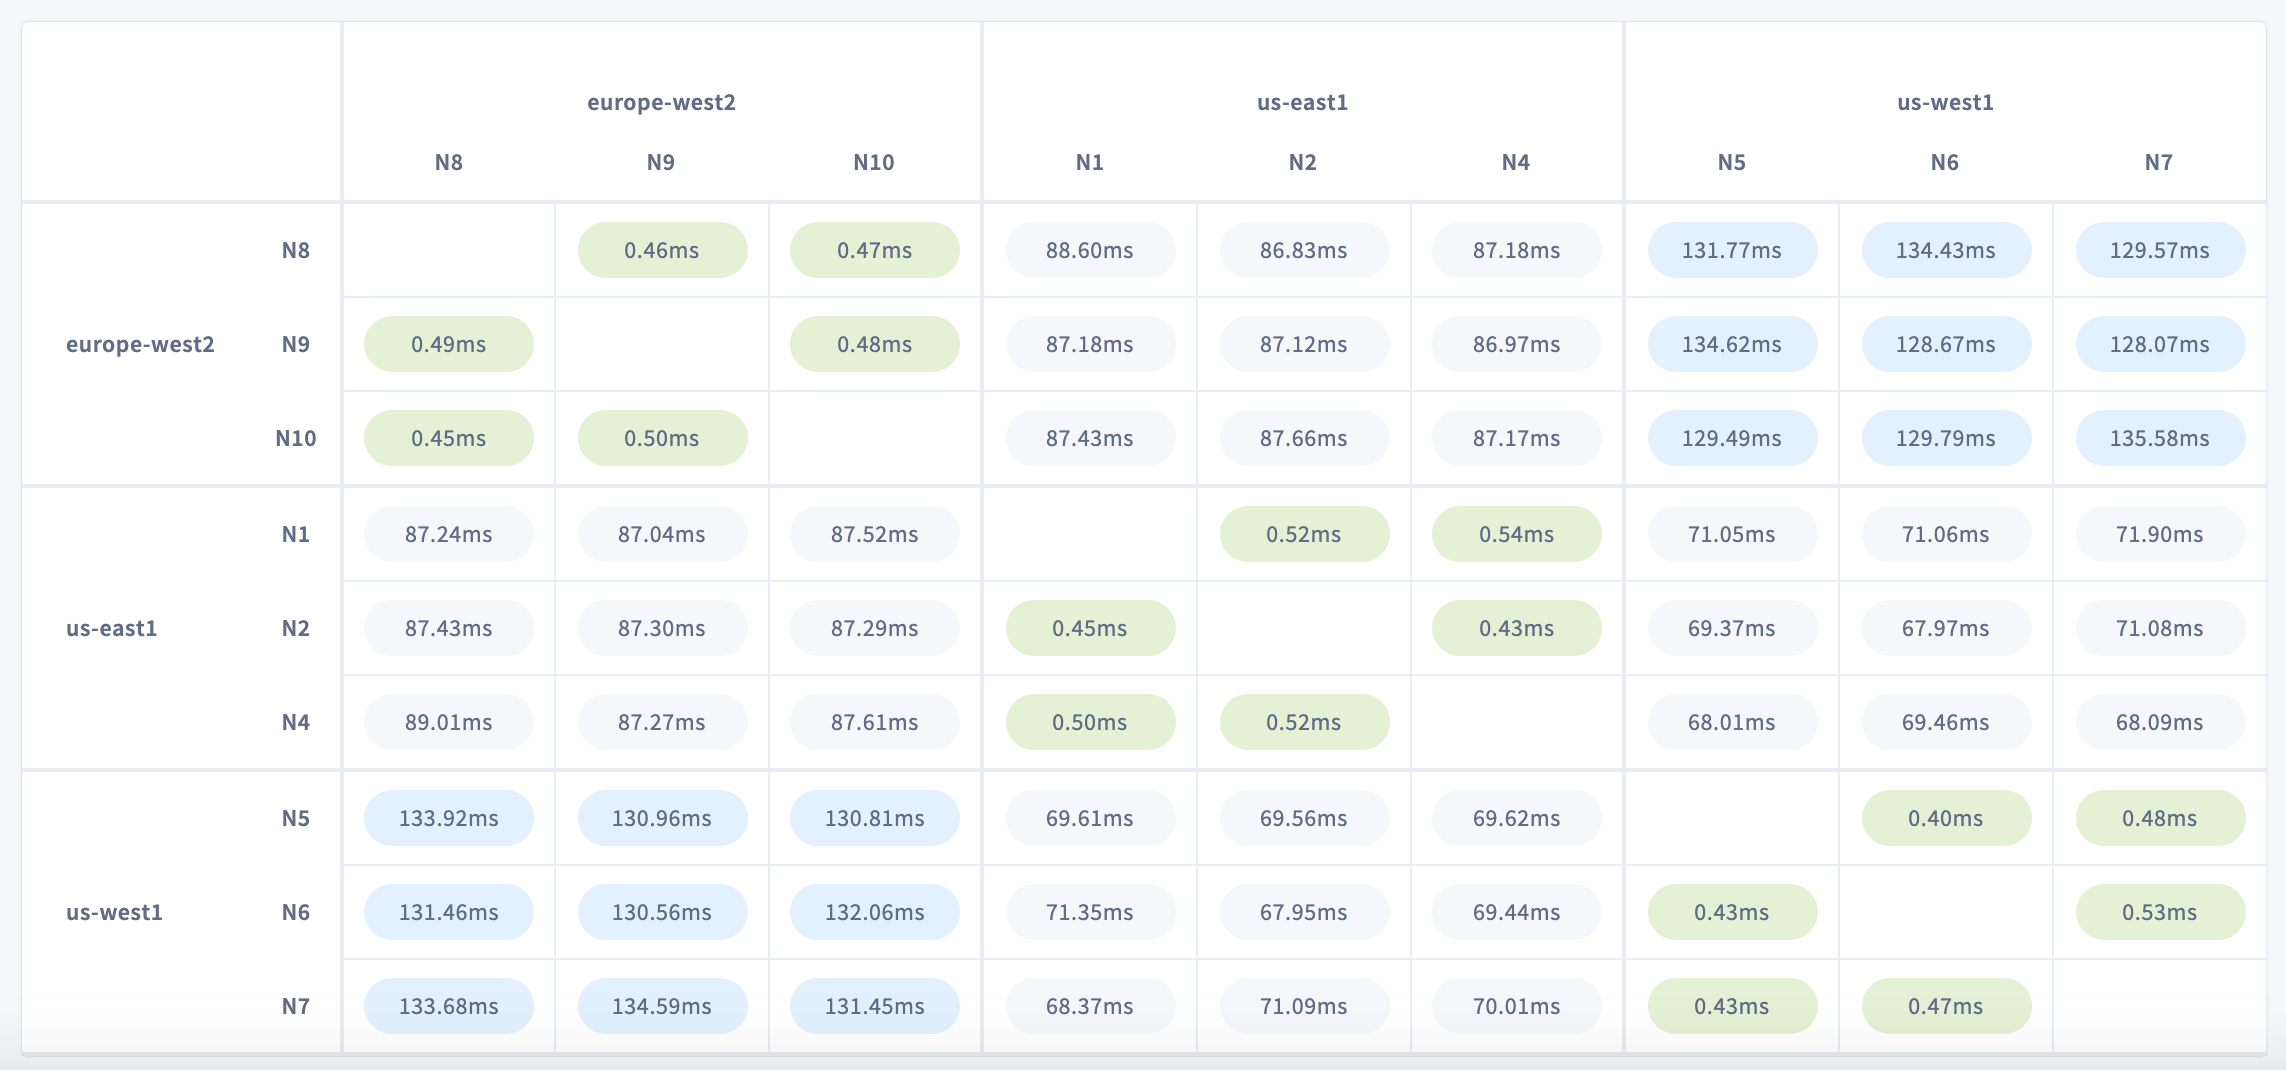 europe-west2 us-east1 us-west1
N8 N9 N10 N1 N2 N4 N5 N6 N7
N8 0.46ms 0.47ms 88.60ms 86.83ms 87.18ms 131.77ms 134.43ms 129.57ms
europe-west2 N9 0.49ms 0.48ms 87.18ms 87.12ms 86.97ms 134.62ms 128.67ms 128.07ms
N10 0.45ms 0.50ms 87.43ms 87.66ms 87.17ms 129.49ms 129.79ms 135.58ms
N1 87.24ms 87.04ms 87.52ms 0.52ms 0.54ms 71.05ms 71.06ms 71.90ms
us-east1 N2 87.43ms 87.30ms 87.29ms 0.45ms 0.43ms 69.37ms 67.97ms 71.08ms
N4 89.01ms 87.27ms 87.61ms 0.50ms 0.52ms 68.01ms 69.46ms 68.09ms
N5 133.92ms 130.96ms 130.81ms 69.61ms 69.56ms 69.62ms 0.40ms 0.48ms
us-west1 N6 131.46ms 130.56ms 132.06ms 71.35ms 67.95ms 69.44ms 0.43ms 0.53ms
N7 133.68ms 134.59ms 131.45ms 68.37ms 71.09ms 70.01ms 0.43ms 0.47ms